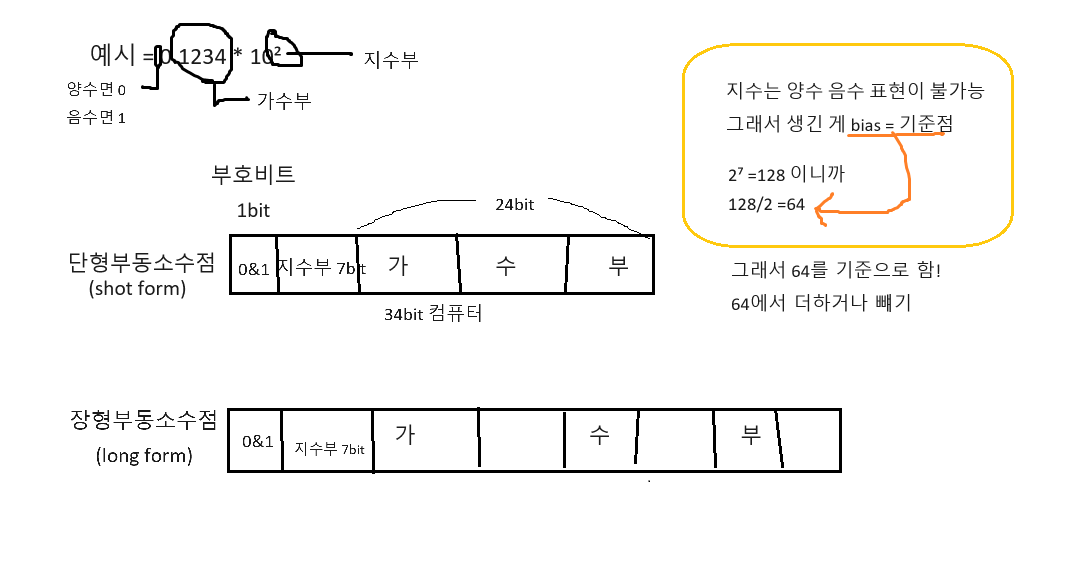 예시 = 0.1234 * 10²
지수부
양수면 0
음수면 1
가수부
지수는 양수 음수 표현이 불가능
그래서 생긴 게 bias = 기준점
2⁷ =128 이니까
128/2 =64
그래서 64를 기준으로 함!
64에서 더하거나 빼기
부호비트
1bit
24bit
단형부동소수점
(shot form)
0&1 지수부 7bit 가 수 부
34bit 컴퓨터
장형부동소수점
(long form)
0&1 지수부 7bit 가 수 부